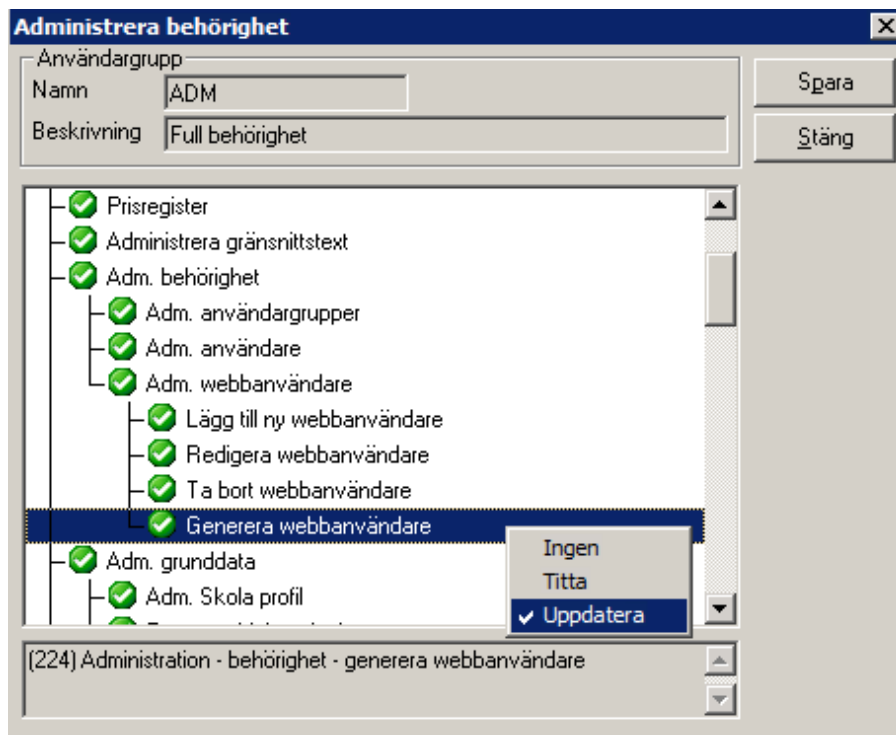 Administrera behörighet
Användargrupp
Namn ADM
Beskrivning Full behörighet
Spara
Stäng
Prisregister
Administrera gränsnittstext
Adm. behörighet
Adm. användargrupper
Adm. användare
Adm. webbanvändare
Lägg till ny webbanvändare
Redigera webbanvändare
Ta bort webbanvändare
Generera webbanvändare
Adm. grunddata
Adm. Skola profil
Ingen
Titta
Uppdatera
(224) Administration - behörighet - generera webbanvändare